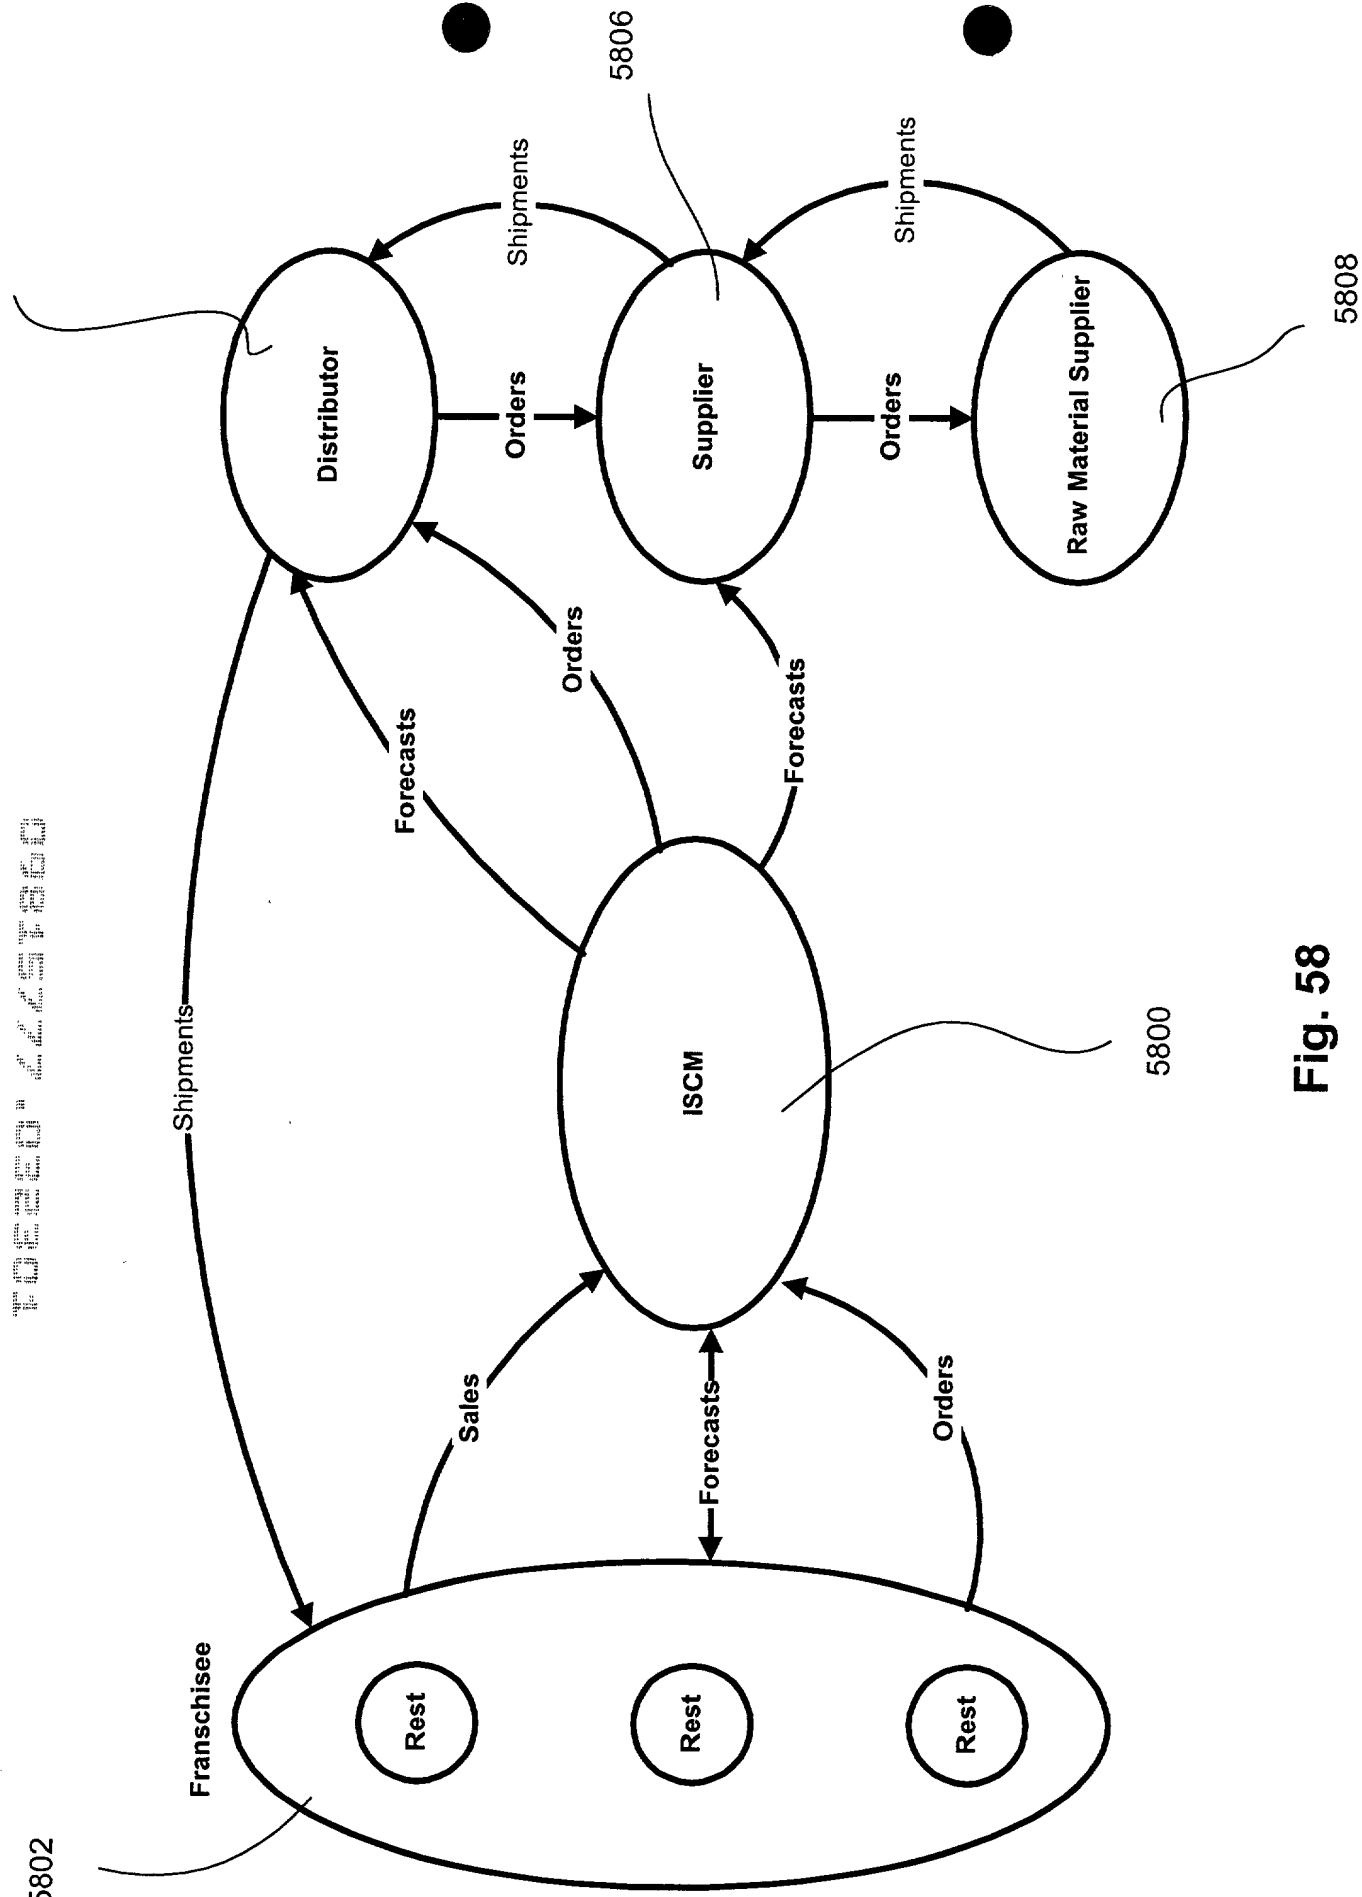 5802
Franschisee
Rest
Rest
Rest
Shipments
Sales
Forecasts
Orders
ISCM
5800
Forecasts
Orders
Forecasts
Distributor
Orders
Shipments
Supplier
5806
Orders
Shipments
Raw Material Supplier
5808
Fig. 58